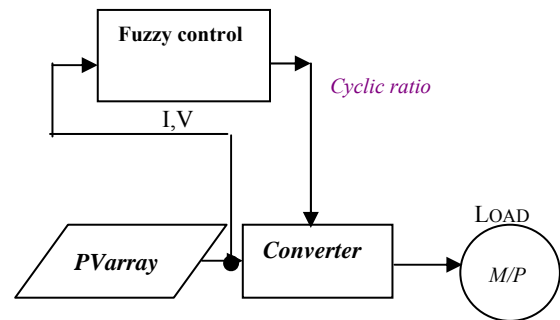 Fuzzy control
Cyclic ratio
I,V
LOAD
PVarray
Converter
M/P